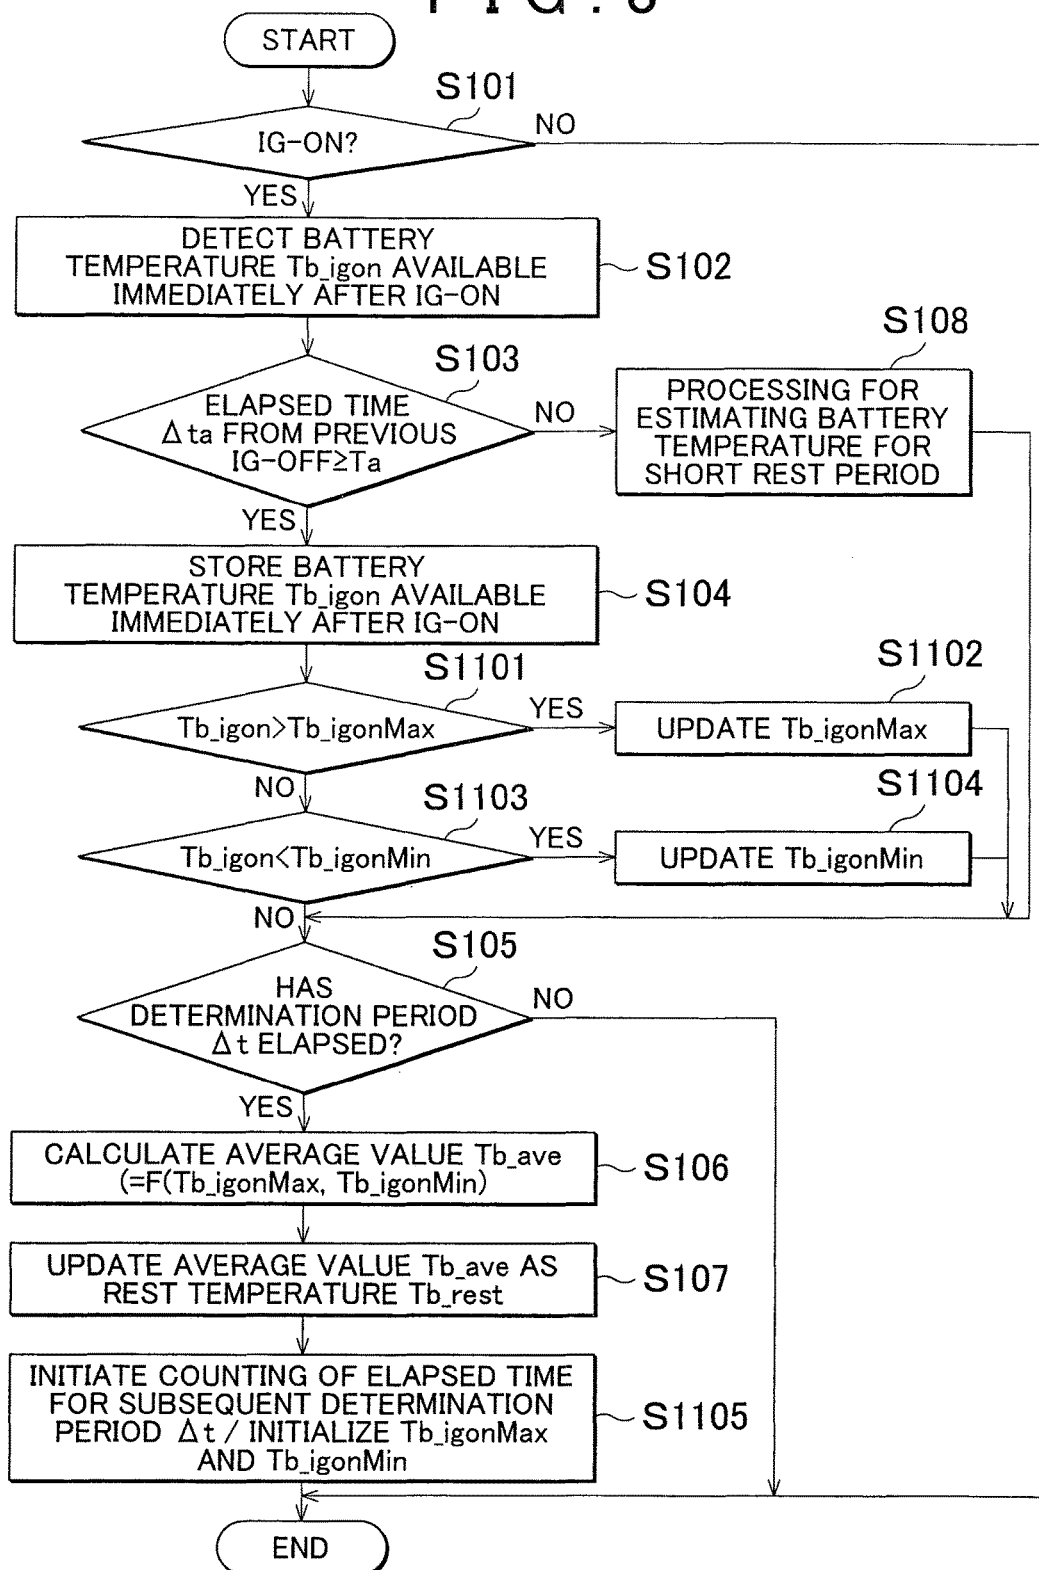 START
S101
IG-ON?
NO
YES
DETECT BATTERY
TEMPERATURE Tb_igon AVAILABLE
IMMEDIATELY AFTER IG-ON
S102
S103
ELAPSED TIME
Δta FROM PREVIOUS
IG-OFF≥Ta
NO
YES
S108
PROCESSING FOR
ESTIMATING BATTERY
TEMPERATURE FOR
SHORT REST PERIOD
STORE BATTERY
TEMPERATURE Tb_igon AVAILABLE
IMMEDIATELY AFTER IG-ON
S104
S1101
Tb_igon>Tb_igonMax
YES
NO
S1102
UPDATE Tb_igonMax
S1103
Tb_igon<Tb_igonMin
YES
NO
S1104
UPDATE Tb_igonMin
S105
HAS
DETERMINATION PERIOD
Δt ELAPSED?
NO
YES
CALCULATE AVERAGE VALUE Tb_ave
(=F(Tb_igonMax, Tb_igonMin)
S106
UPDATE AVERAGE VALUE Tb_ave AS
REST TEMPERATURE Tb_rest
S107
INITIATE COUNTING OF ELAPSED TIME
FOR SUBSEQUENT DETERMINATION
PERIOD Δt / INITIALIZE Tb_igonMax
AND Tb_igonMin
S1105
END